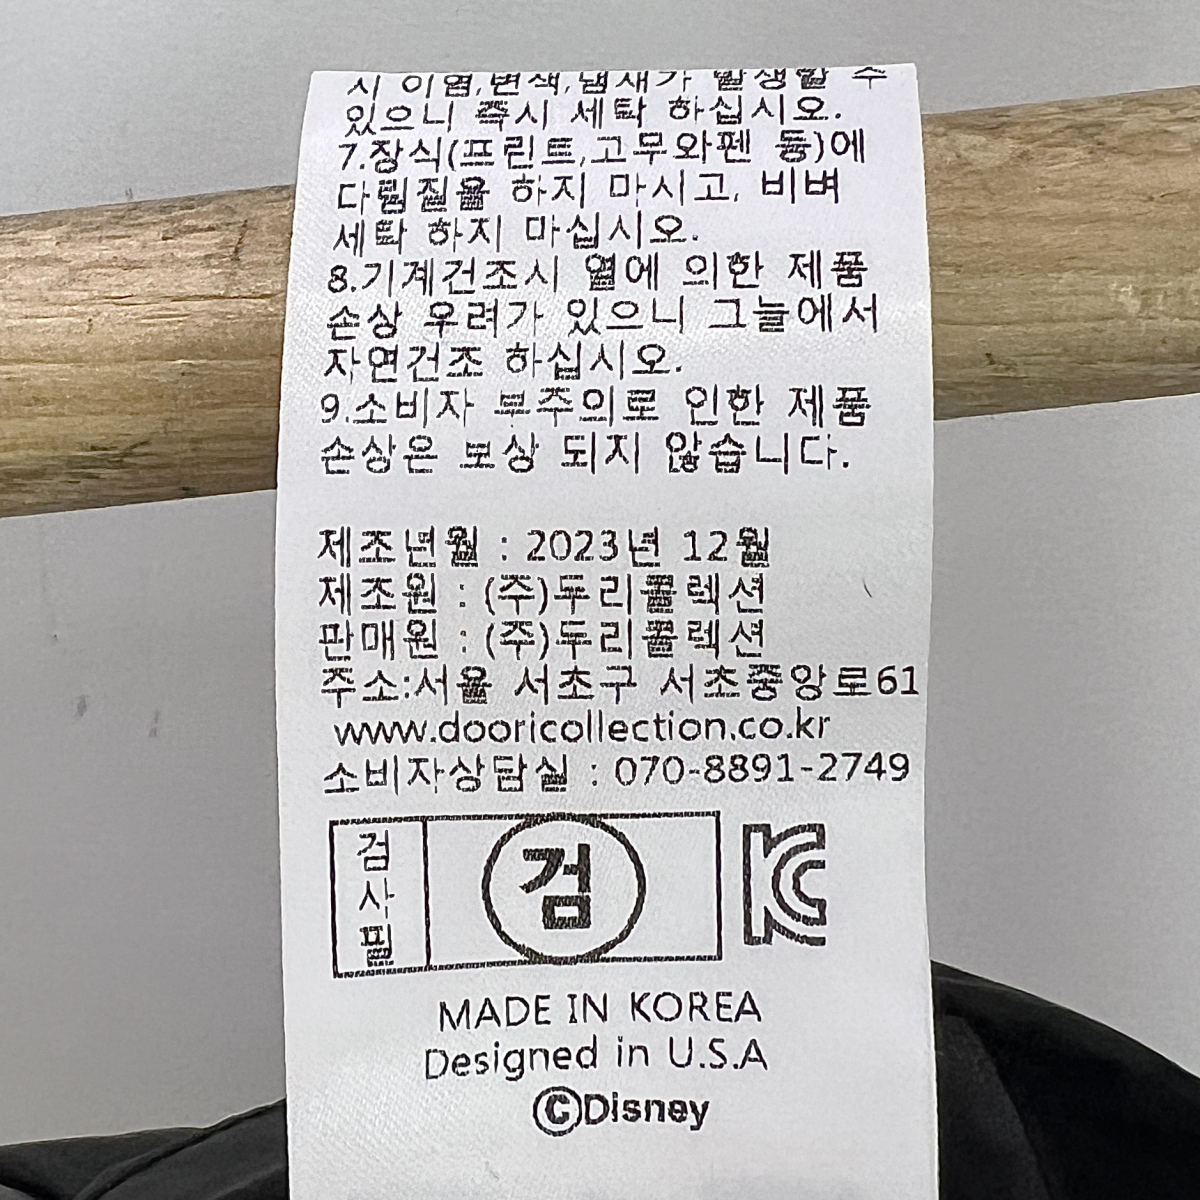 시 이염,변색,냄새가 발생할 수
있으니 즉시 세탁 하십시오.
7.장식(프린트,고무와펜 등)에
다림질을 하지 마시고, 비벼
세탁 하지 마십시오.
8.기계건조시 열에 의한 제품
손상 우려가 있으니 그늘에서
자연건조 하십시오.
9.소비자 부주의로 인한 제품
손상은 보상 되지 않습니다.
제조년월 : 2023년 12월
제조원 : (주)두리콜렉션
판매원 : (주)두리콜렉션
주소:서울 서초구 서초중앙로61
www.dooricollection.co.kr
소비자상담실 : 070-8891-2749
검사필
검
KC
MADE IN KOREA
Designed in U.S.A
©Disney